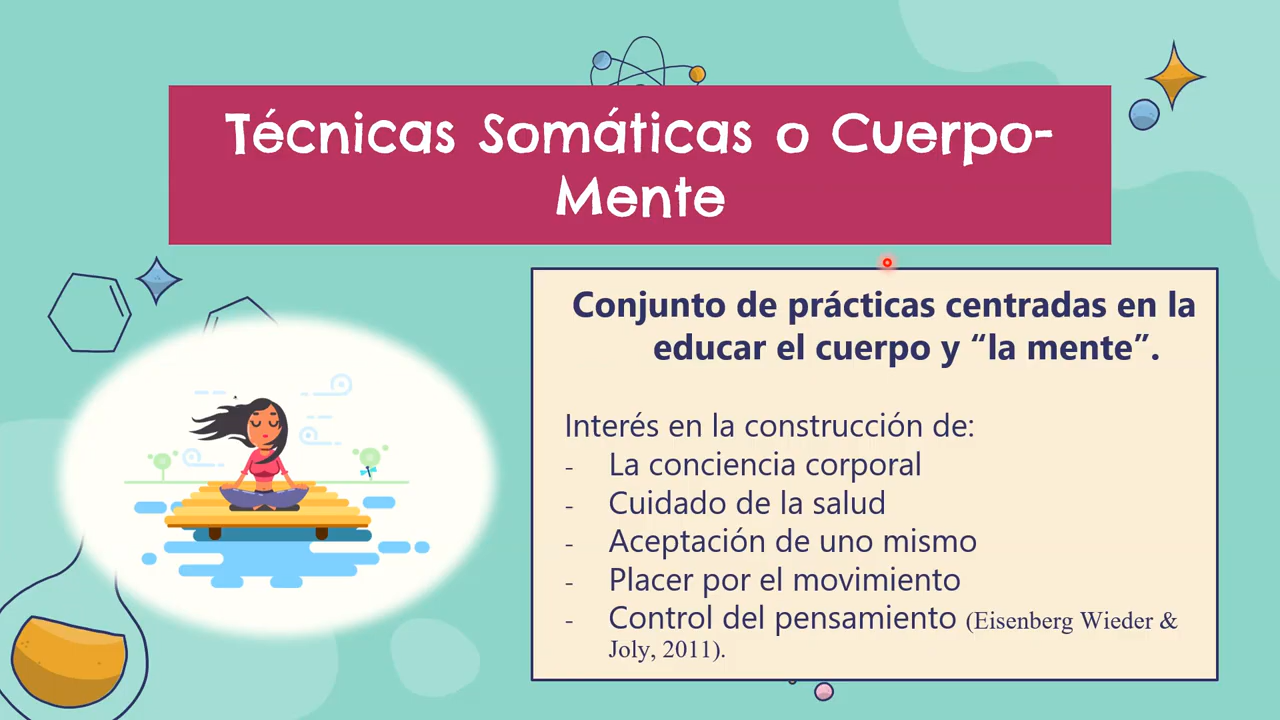 Técnicas Somáticas o Cuerpo-
Mente
Conjunto de prácticas centradas en la
educar el cuerpo y “la mente”.
Interés en la construcción de:
- La conciencia corporal
- Cuidado de la salud
- Aceptación de uno mismo
- Placer por el movimiento
- Control del pensamiento (Eisenberg Wieder &
Joly, 2011).